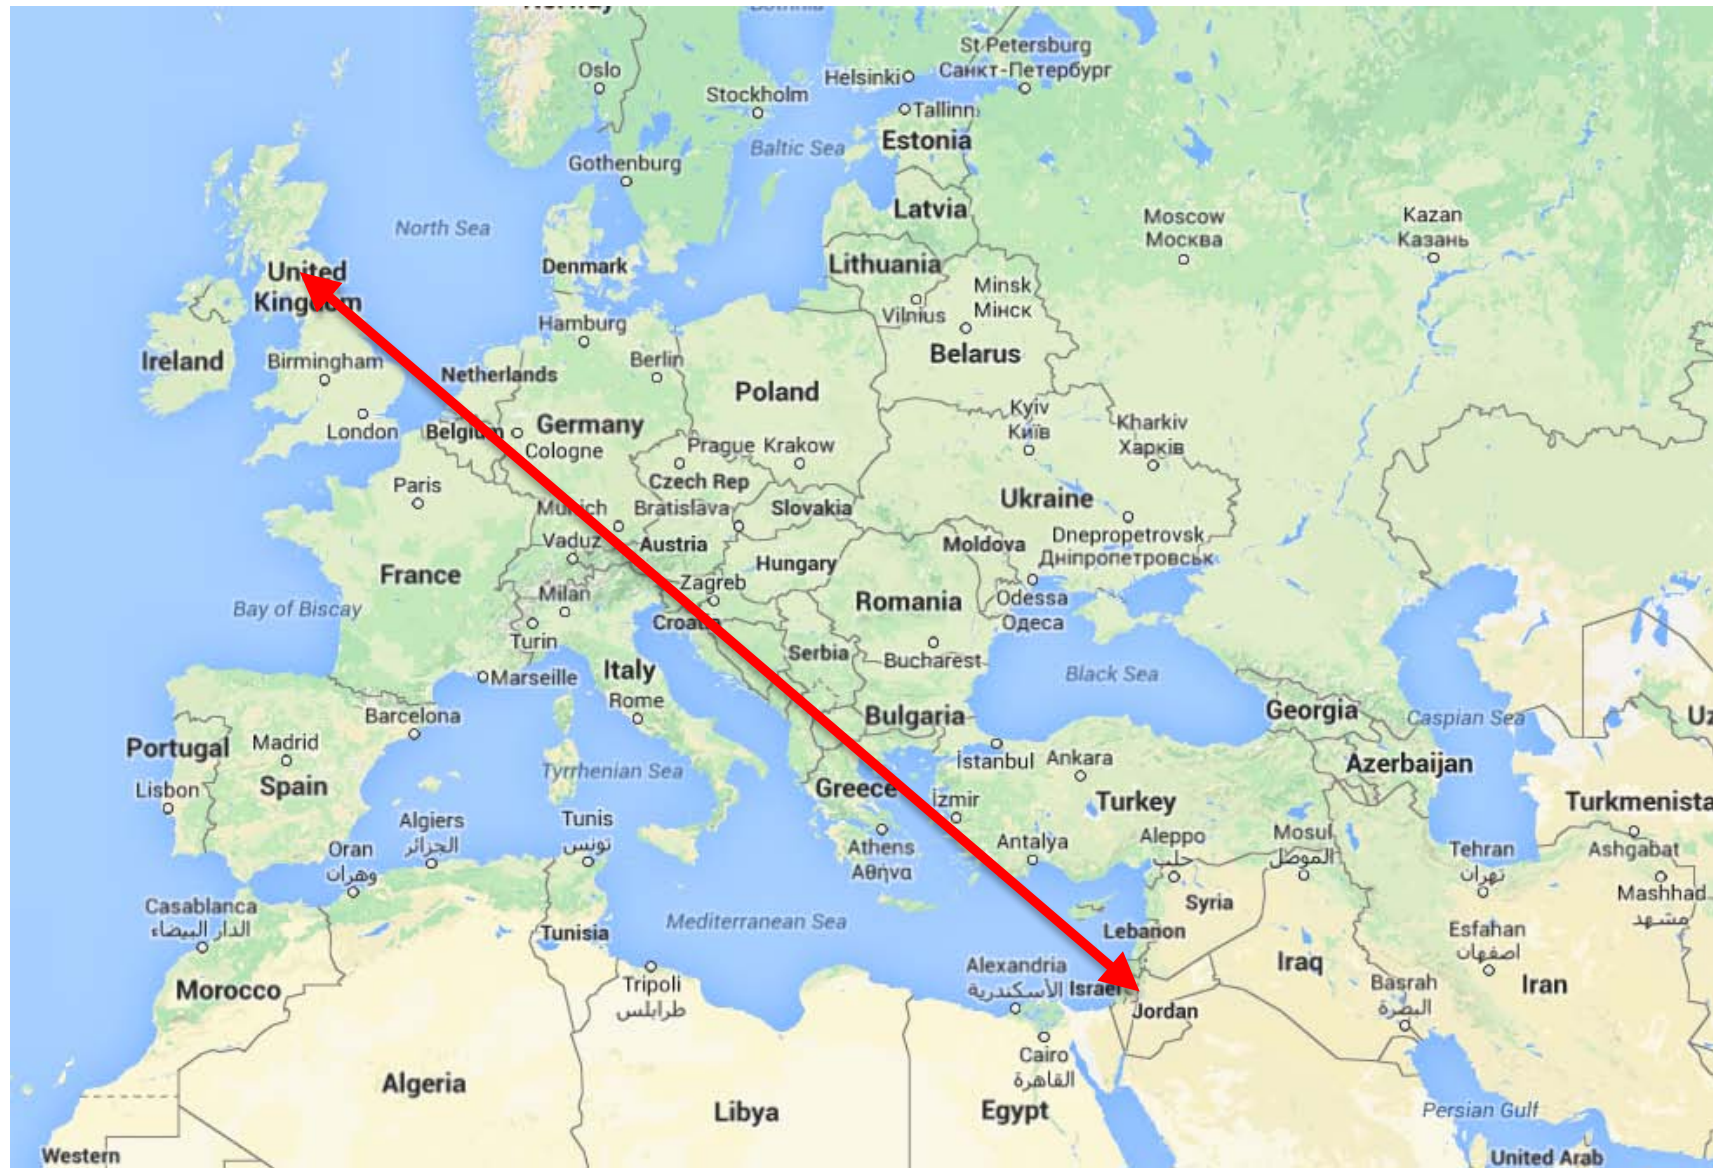 Norway
Bothnia
Oslo
Helsinki
St Petersburg
Санкт-Петербург
Stockholm
Tallinn
Estonia
Baltic Sea
Gothenburg
Latvia
North Sea
Moscow
Москва
Kazan
Казань
United
Kingdom
Denmark
Lithuania
Minsk
Мінск
Vilnius
Hamburg
Ireland
Birmingham
Berlin
Belarus
Netherlands
Poland
London
Belgium
Germany
Cologne
Kyiv
Київ
Kharkiv
Харків
Prague
Krakow
Czech Rep
Paris
Ukraine
Munich
Bratislava
Slovakia
Vaduz
Austria
Moldova
Dnepropetrovsk
Дніпропетровськ
France
Hungary
Zagreb
Milan
Bay of Biscay
Romania
Odessa
Одеса
Croatia
Turin
Serbia
Bucharest
Marseille
Italy
Black Sea
Rome
Barcelona
Bulgaria
Georgia
Caspian Sea
Uz
Portugal
Madrid
Spain
Tyrrhenian Sea
İstanbul
Ankara
Azerbaijan
Lisbon
Greece
İzmir
Turkey
Turkmenista
Algiers
الجزائر
Tunis
تونس
Oran
وهران
Athens
Αθήνα
Antalya
Aleppo
حلب
Mosul
الموصل
Tehran
تهران
Ashgabat
Mashhad
مشهد
Casablanca
الدار البيضاء
Mediterranean Sea
Syria
Tunisia
Lebanon
Esfahan
اصفهان
Iraq
Morocco
Tripoli
طرابلس
Alexandria
الأسكندرية
Israel
Jordan
Basrah
البصرة
Iran
Cairo
القاهرة
Algeria
Libya
Egypt
Persian Gulf
Western
United Arab